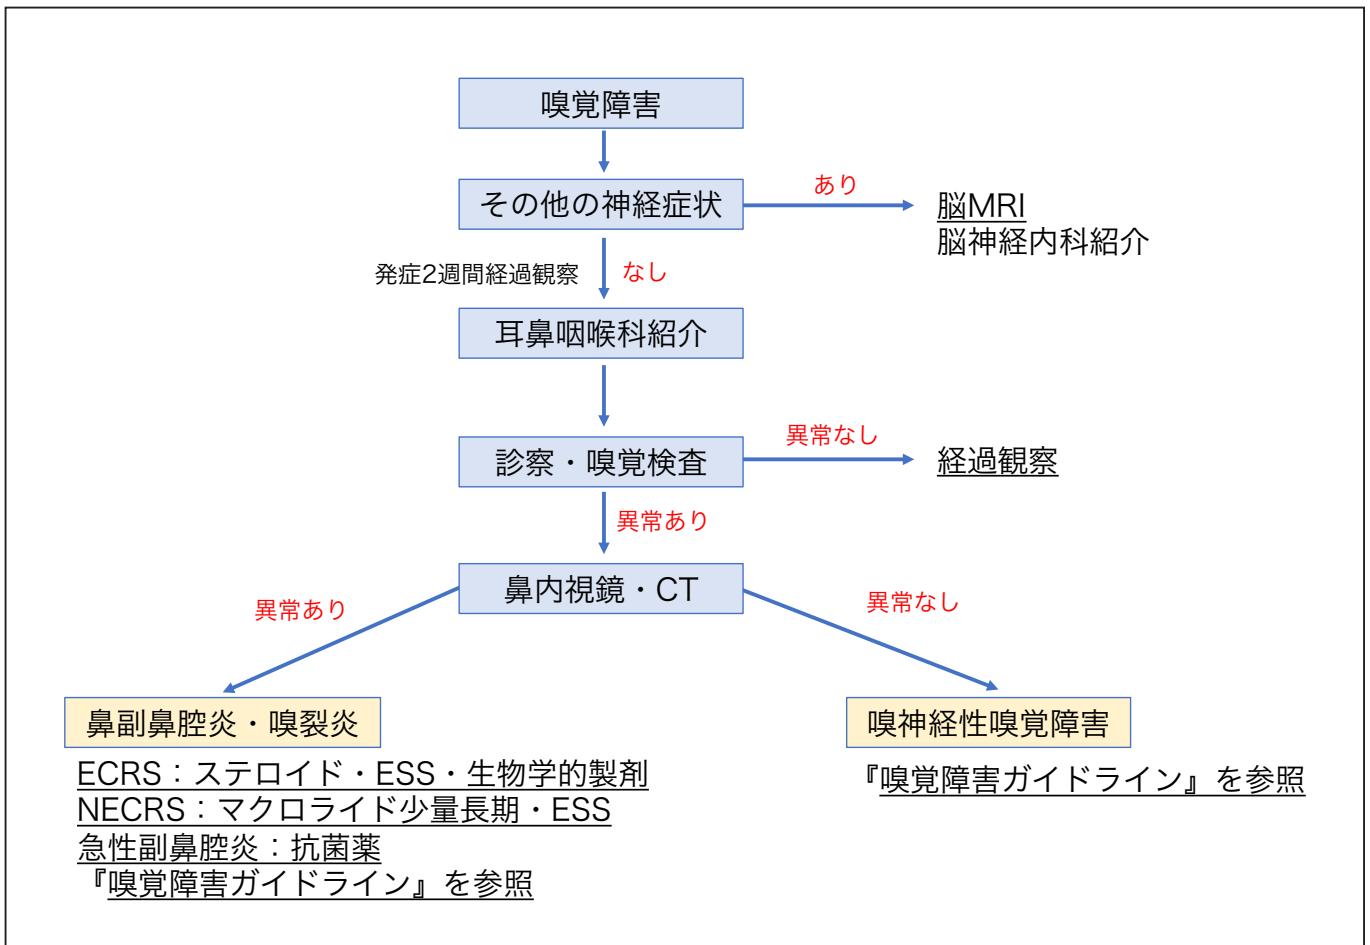 嗅覚障害
その他の神経症状
あり
脳MRI
脳神経内科紹介
発症2週間経過観察
なし
耳鼻咽喉科紹介
診察・嗅覚検査
異常なし
経過観察
異常あり
鼻内視鏡・CT
異常あり
異常なし
鼻副鼻腔炎・嗅裂炎
ECRS：ステロイド・ESS・生物学的製剤
NECRS：マクロライド少量長期・ESS
急性副鼻腔炎：抗菌薬
『嗅覚障害ガイドライン』を参照
嗅神経性嗅覚障害
『嗅覚障害ガイドライン』を参照